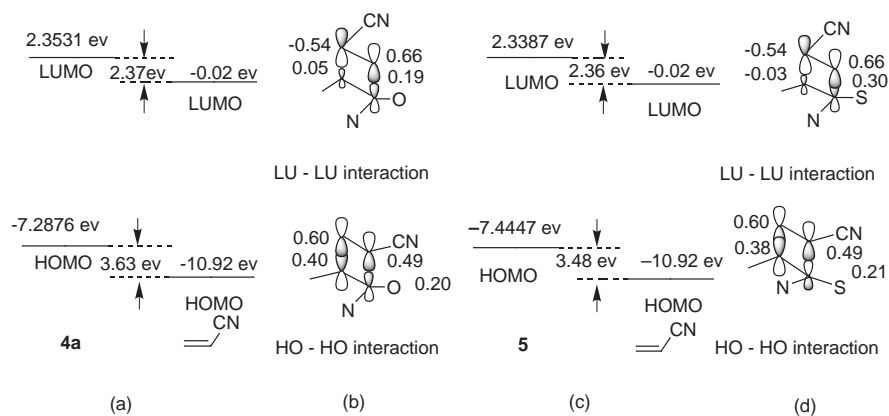 2.3531 ev
LUMO
2.37ev
-0.02 ev
LUMO
CN
-0.54
0.66
0.05
0.19
O
N
LU - LU interaction
2.3387 ev
LUMO
2.36 ev
-0.02 ev
LUMO
CN
-0.54
0.66
-0.03
0.30
S
N
LU - LU interaction
-7.2876 ev
HOMO
3.63 ev
-10.92 ev
HOMO
CN
4a
0.60
CN
0.40
0.49
O
0.20
N
HO - HO interaction
–7.4447 ev
HOMO
3.48 ev
–10.92 ev
HOMO
CN
5
0.60
CN
0.38
0.49
0.21
N
S
HO - HO interaction
(a)
(b)
(c)
(d)